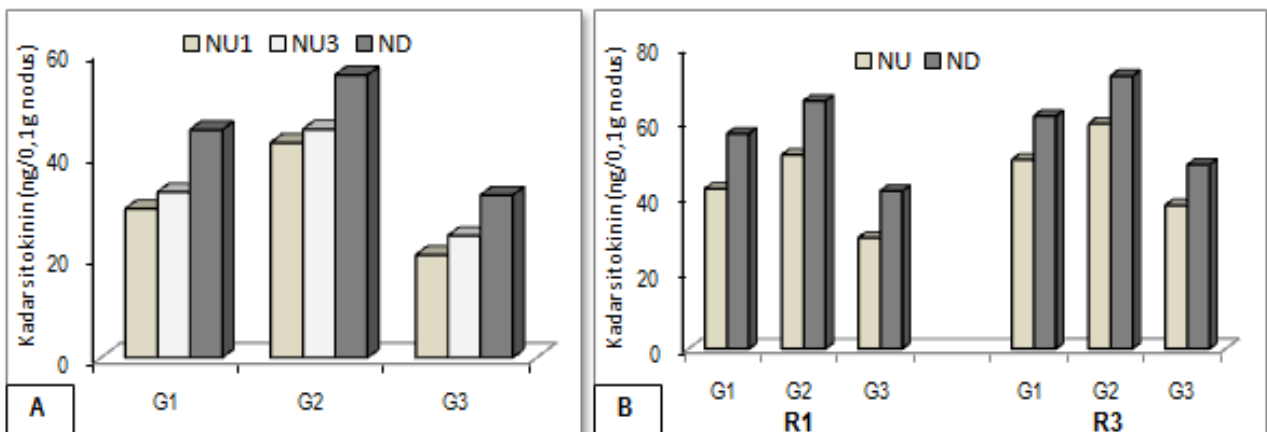 Kadar sitokinin (ng/0,1g nodus)
NU1 NU3 ND
60
40
20
0
G1 G2 G3
A
Kadar sitokinin (ng/0,1g nodus)
NU ND
80
60
40
20
0
G1 G2 G3 G1 G2 G3
R1 R3
B